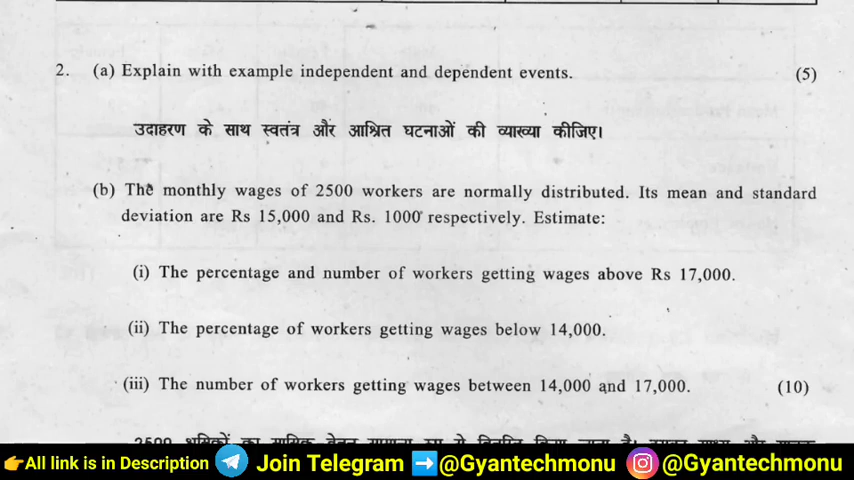 2. (a) Explain with example independent and dependent events. (5)
उदाहरण के साथ स्वतंत्र और आश्रित घटनाओं की व्याख्या कीजिए।
(b) The monthly wages of 2500 workers are normally distributed. Its mean and standard
deviation are Rs 15,000 and Rs. 1000 respectively. Estimate:
(i) The percentage and number of workers getting wages above Rs 17,000.
(ii) The percentage of workers getting wages below 14,000.
(iii) The number of workers getting wages between 14,000 and 17,000. (10)
2500 श्रमिकों का मासिक वेतन
All link is in Description Join Telegram @Gyantechmonu @Gyantechmonu